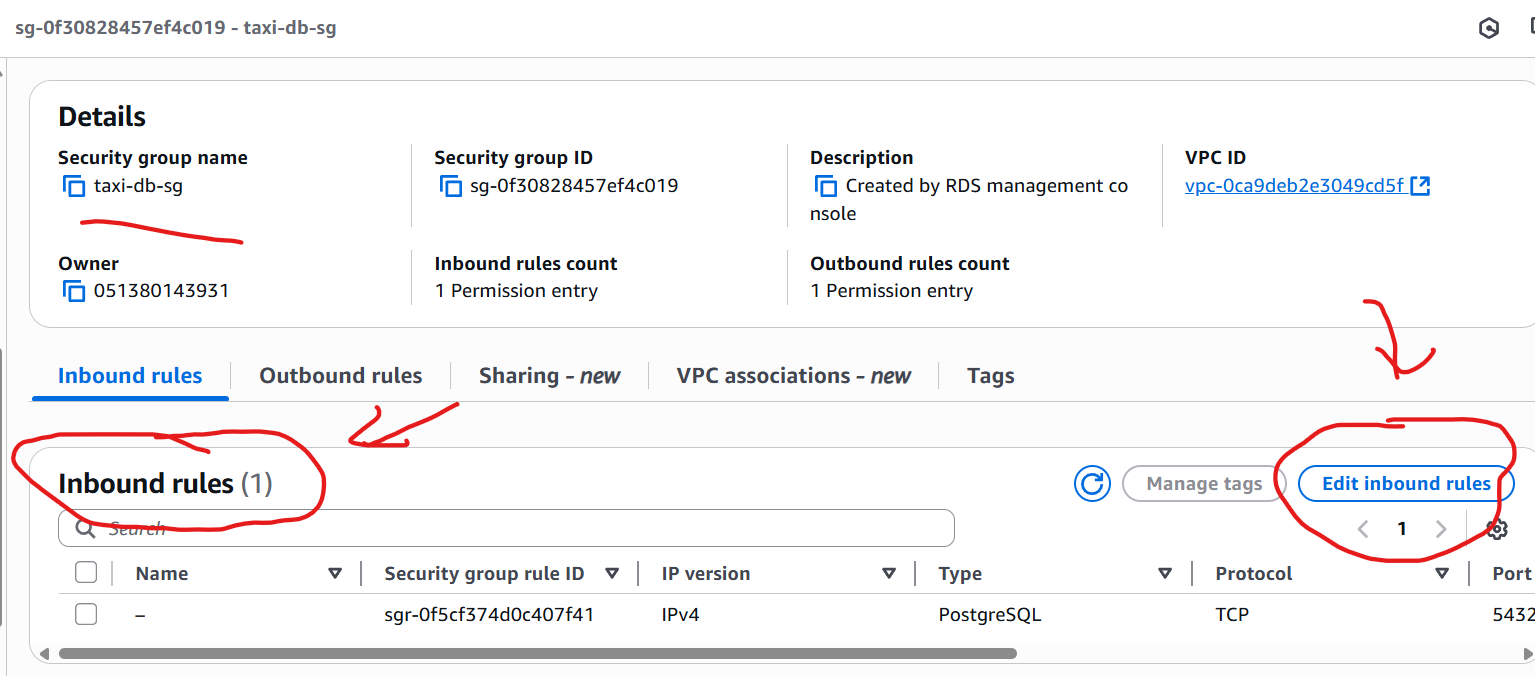 sg-0f30828457ef4c019 - taxi-db-sg
Details
Security group name
taxi-db-sg
Security group ID
sg-0f30828457ef4c019
Description
Created by RDS management co
nsole
VPC ID
vpc-0ca9deb2e3049cd5f
Owner
051380143931
Inbound rules count
1 Permission entry
Outbound rules count
1 Permission entry
Inbound rules
Outbound rules
Sharing - new
VPC associations - new
Tags
Inbound rules (1)
Manage tags
Edit inbound rules
Search
1
Name
Security group rule ID
IP version
Type
Protocol
Port
–
sgr-0f5cf374d0c407f41
IPv4
PostgreSQL
TCP
5432